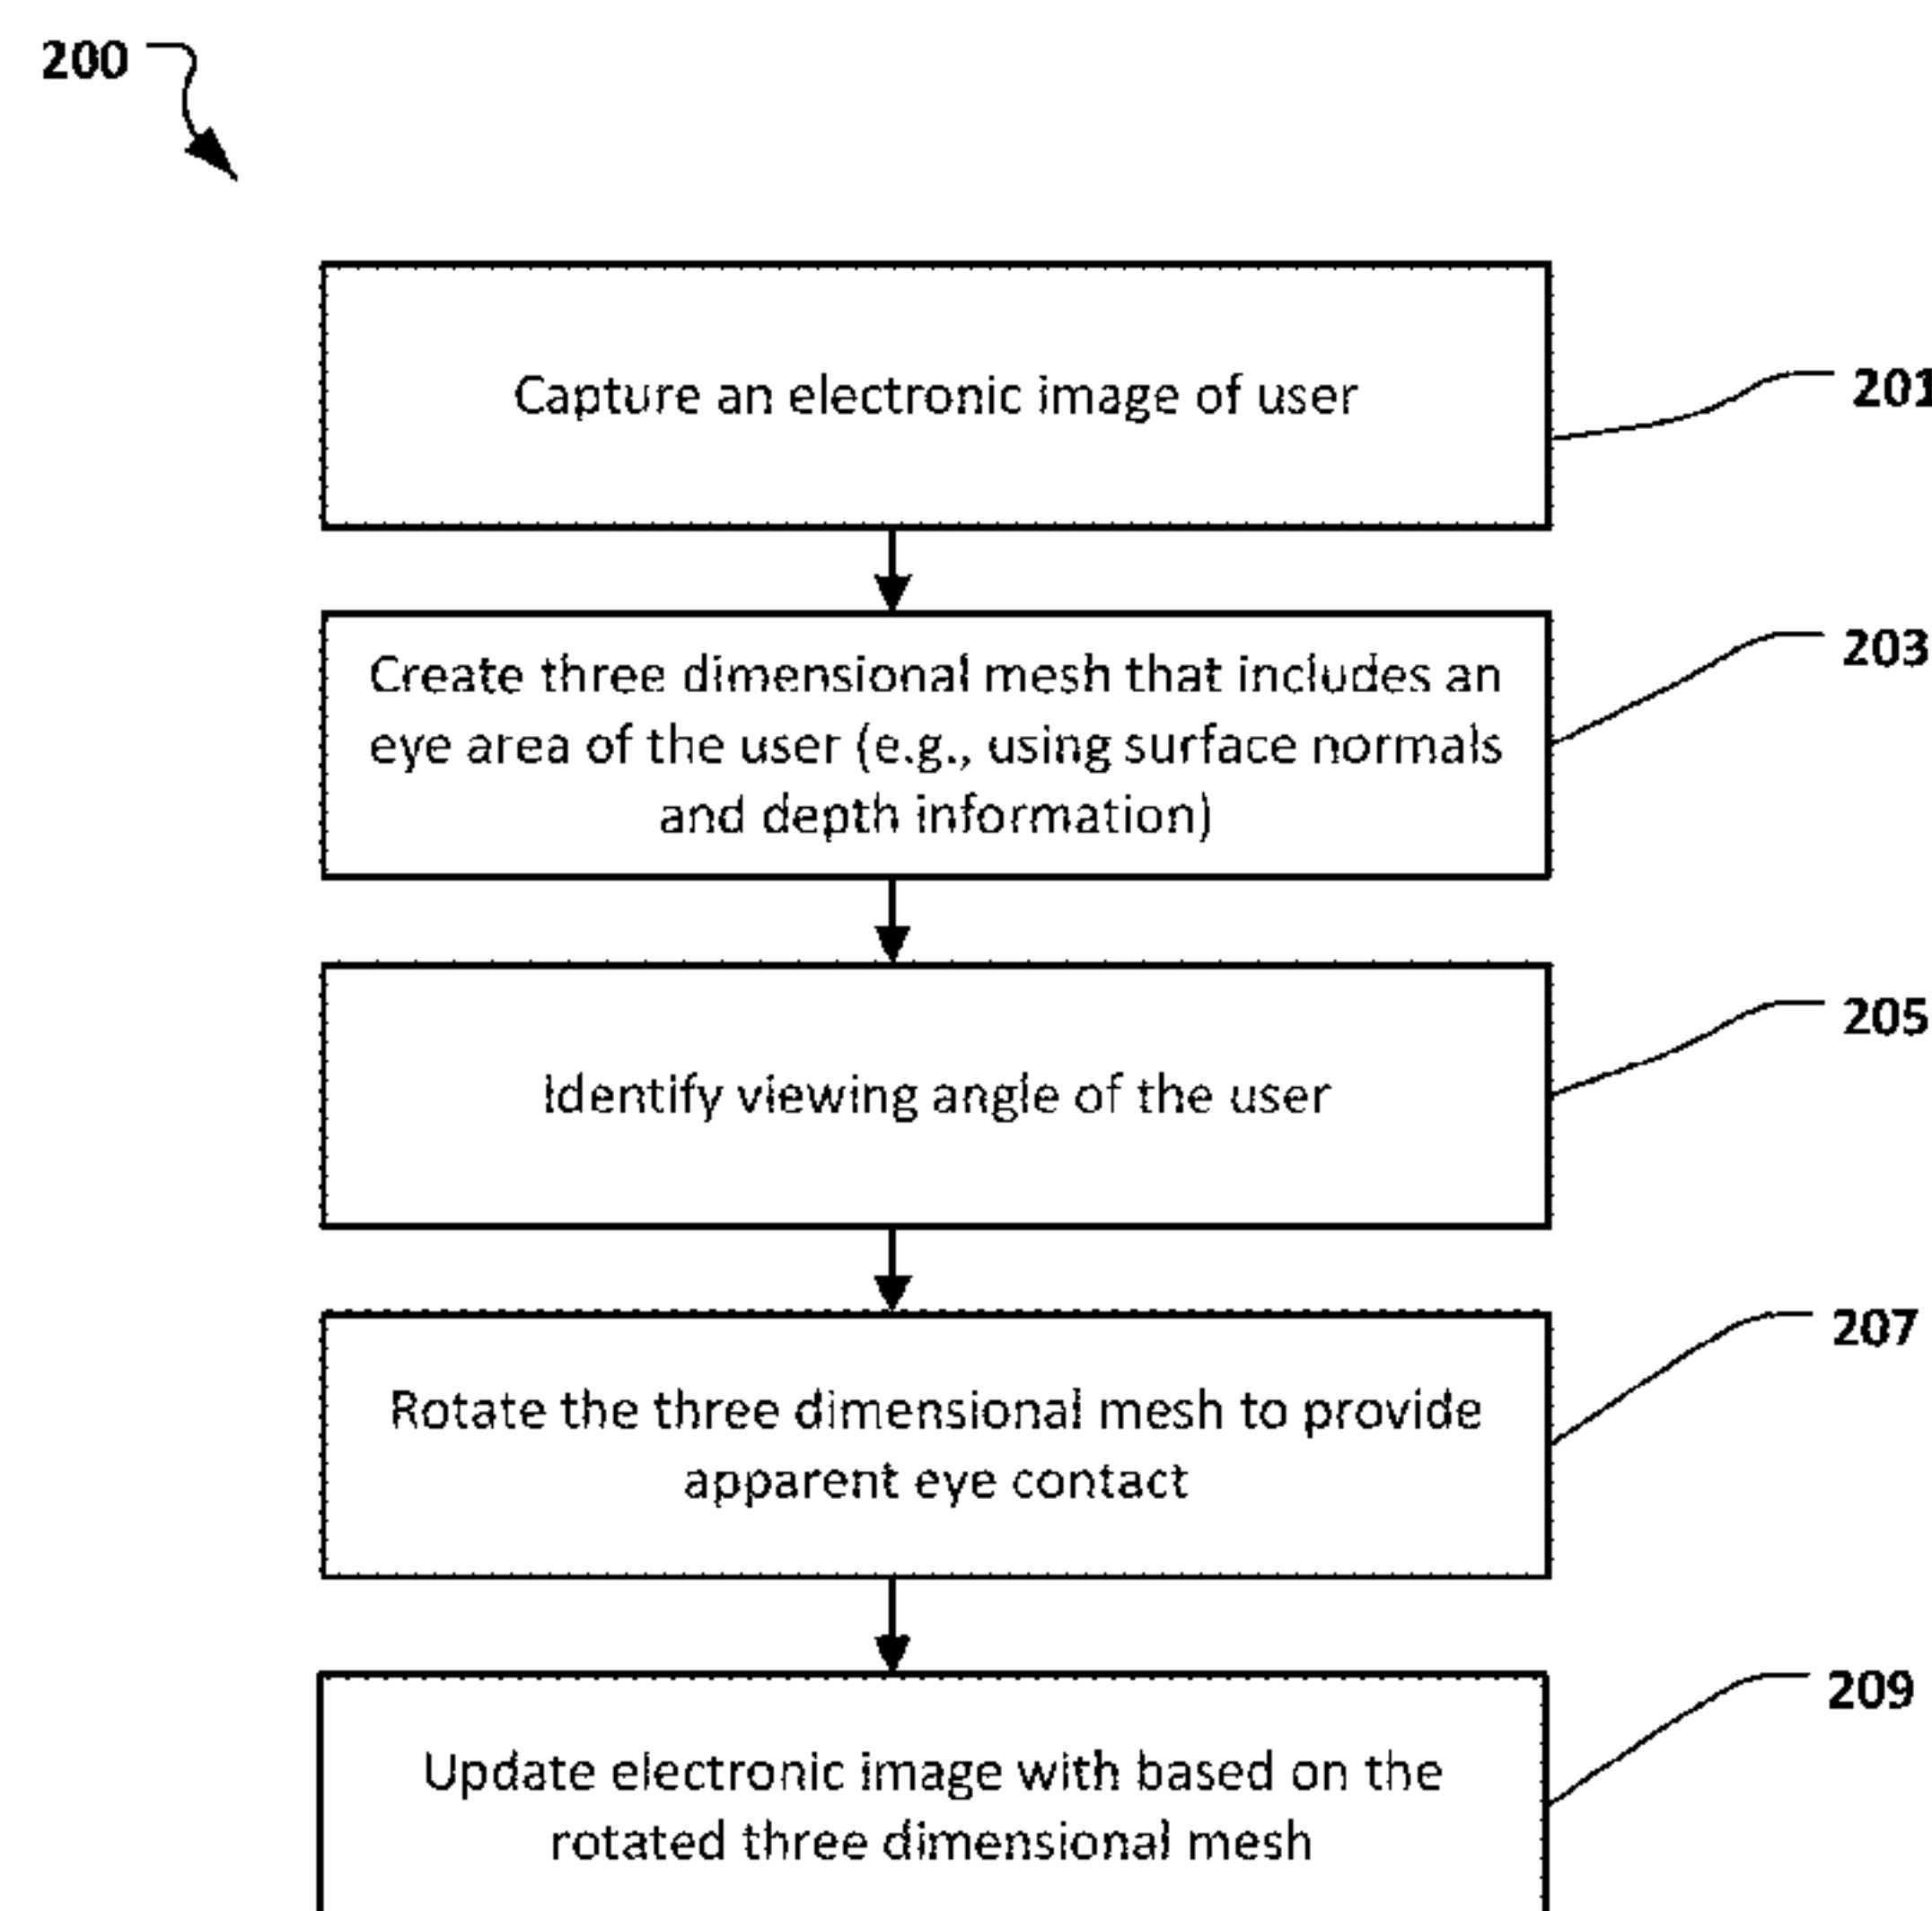 200
Capture an electronic image of user
201
Create three dimensional mesh that includes an
eye area of the user (e.g., using surface normals
and depth information)
203
Identify viewing angle of the user
205
Rotate the three dimensional mesh to provide
apparent eye contact
207
Update electronic image with based on the
rotated three dimensional mesh
209